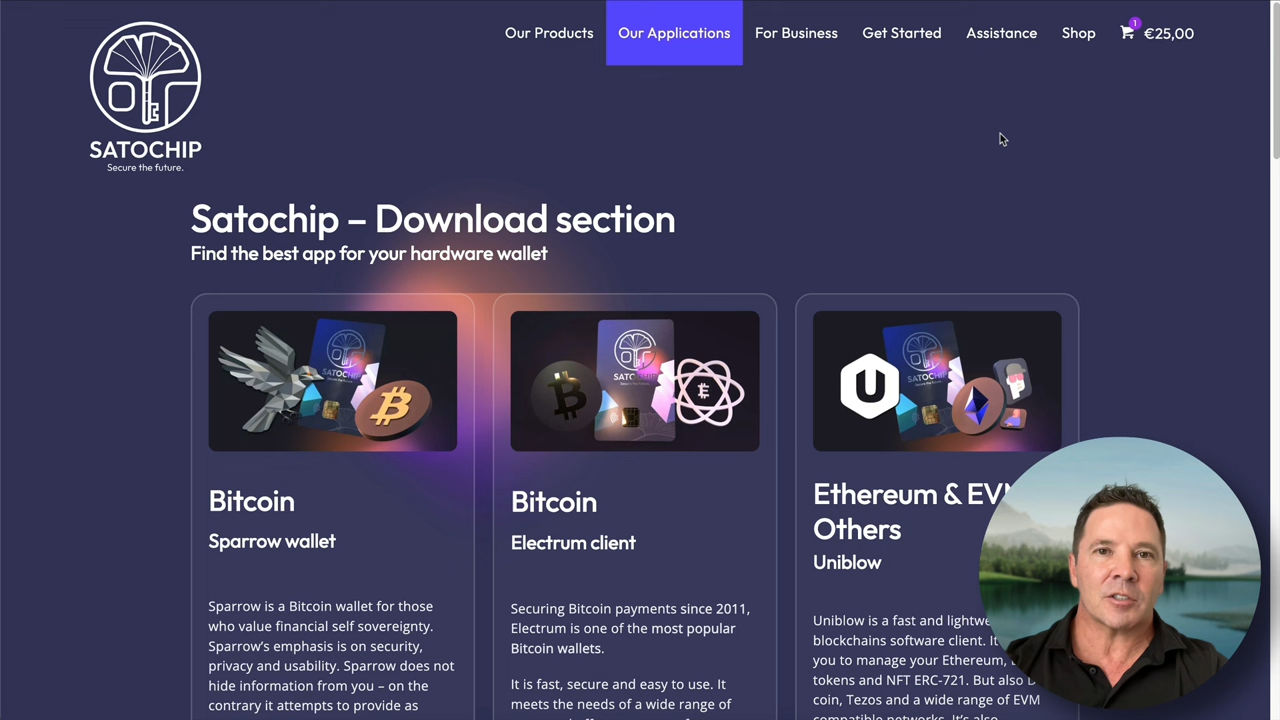 Our Products
Our Applications
For Business
Get Started
Assistance
Shop
1
€25,00
SATOCHIP
Secure the future.
Satochip – Download section
Find the best app for your hardware wallet
SATOCHIP
SATOCHIP
SATOCHIP
Bitcoin
Sparrow wallet
Sparrow is a Bitcoin wallet for those
who value financial self sovereignty.
Sparrow's emphasis is on security,
privacy and usability. Sparrow does not
hide information from you – on the
contrary it attempts to provide as
Bitcoin
Electrum client
Securing Bitcoin payments since 2011,
Electrum is one of the most popular
Bitcoin wallets.
It is fast, secure and easy to use. It
meets the needs of a wide range of
Ethereum &
Others
Uniblow
Uniblow is a fast and
blockchains software client.
you to manage your Ethereum,
tokens and NFT ERC-721. But also
coin, Tezos and a wide range of EVM